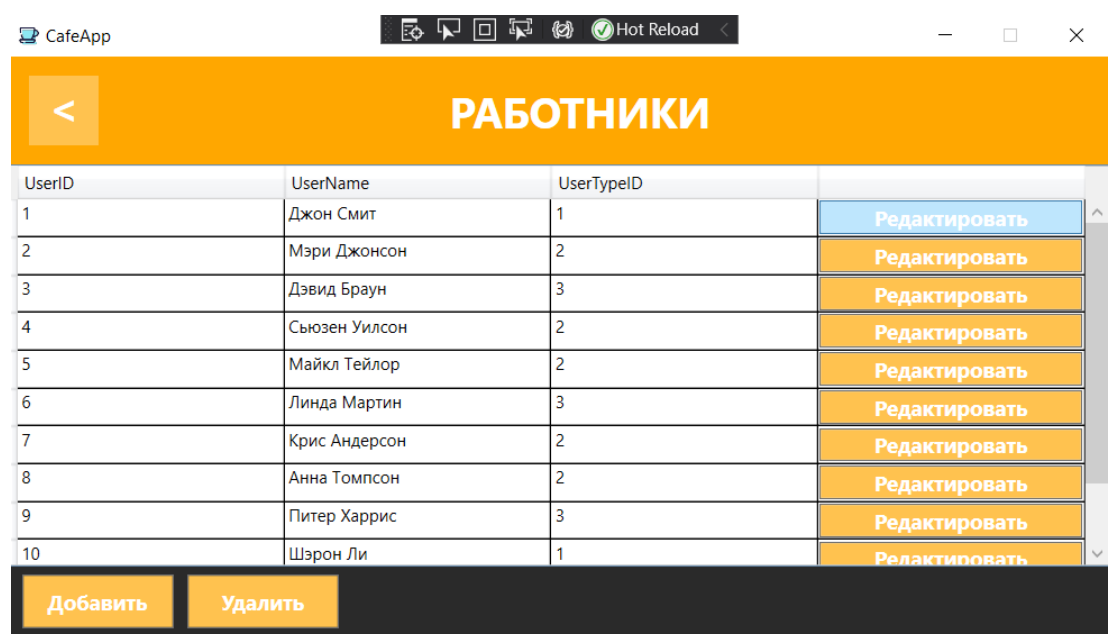 CafeApp Hot Reload
<
РАБОТНИКИ
UserID UserName UserTypeID
1 Джон Смит 1 Редактировать
2 Мэри Джонсон 2 Редактировать
3 Дэвид Браун 3 Редактировать
4 Сьюзен Уилсон 2 Редактировать
5 Майкл Тейлор 2 Редактировать
6 Линда Мартин 3 Редактировать
7 Крис Андерсон 2 Редактировать
8 Анна Томпсон 2 Редактировать
9 Питер Харрис 3 Редактировать
10 Шэрон Ли 1 Редактировать
Добавить Удалить